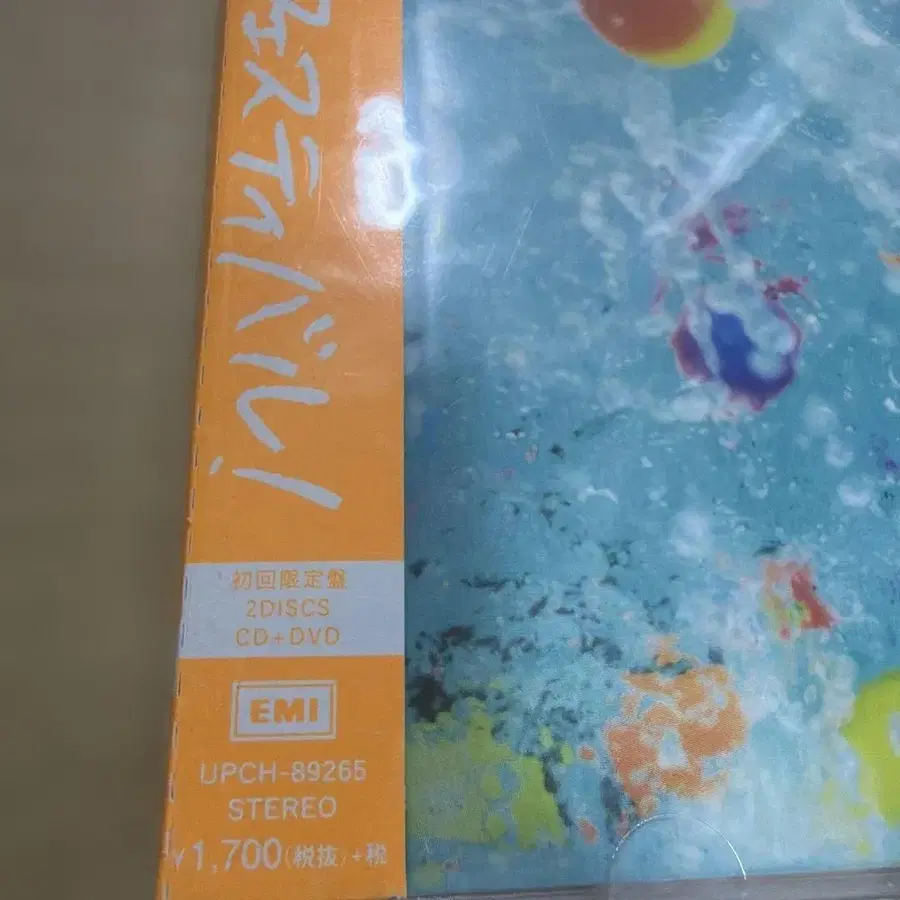 ェスティバル!
初回限定盤
2DISCS
CD+DVD
EMI
UPCH-89265
STEREO
¥1,700(税抜)+税